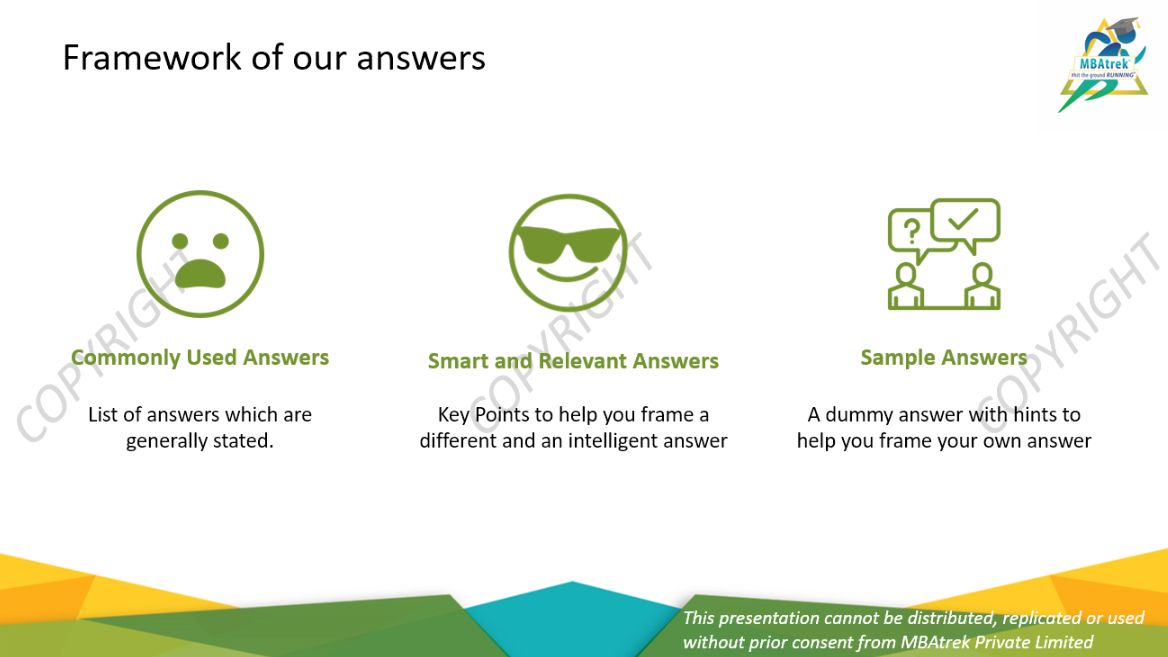 Framework of our answers
MBAtrek
Hit the ground RUNNING
?
Commonly Used Answers
List of answers which are
generally stated.
Smart and Relevant Answers
Key Points to help you frame a
different and an intelligent answer
Sample Answers
A dummy answer with hints to
help you frame your own answer
COPYRIGHT
COPYRIGHT
COPYRIGHT
This presentation cannot be distributed, replicated or used
without prior consent from MBAtrek Private Limited